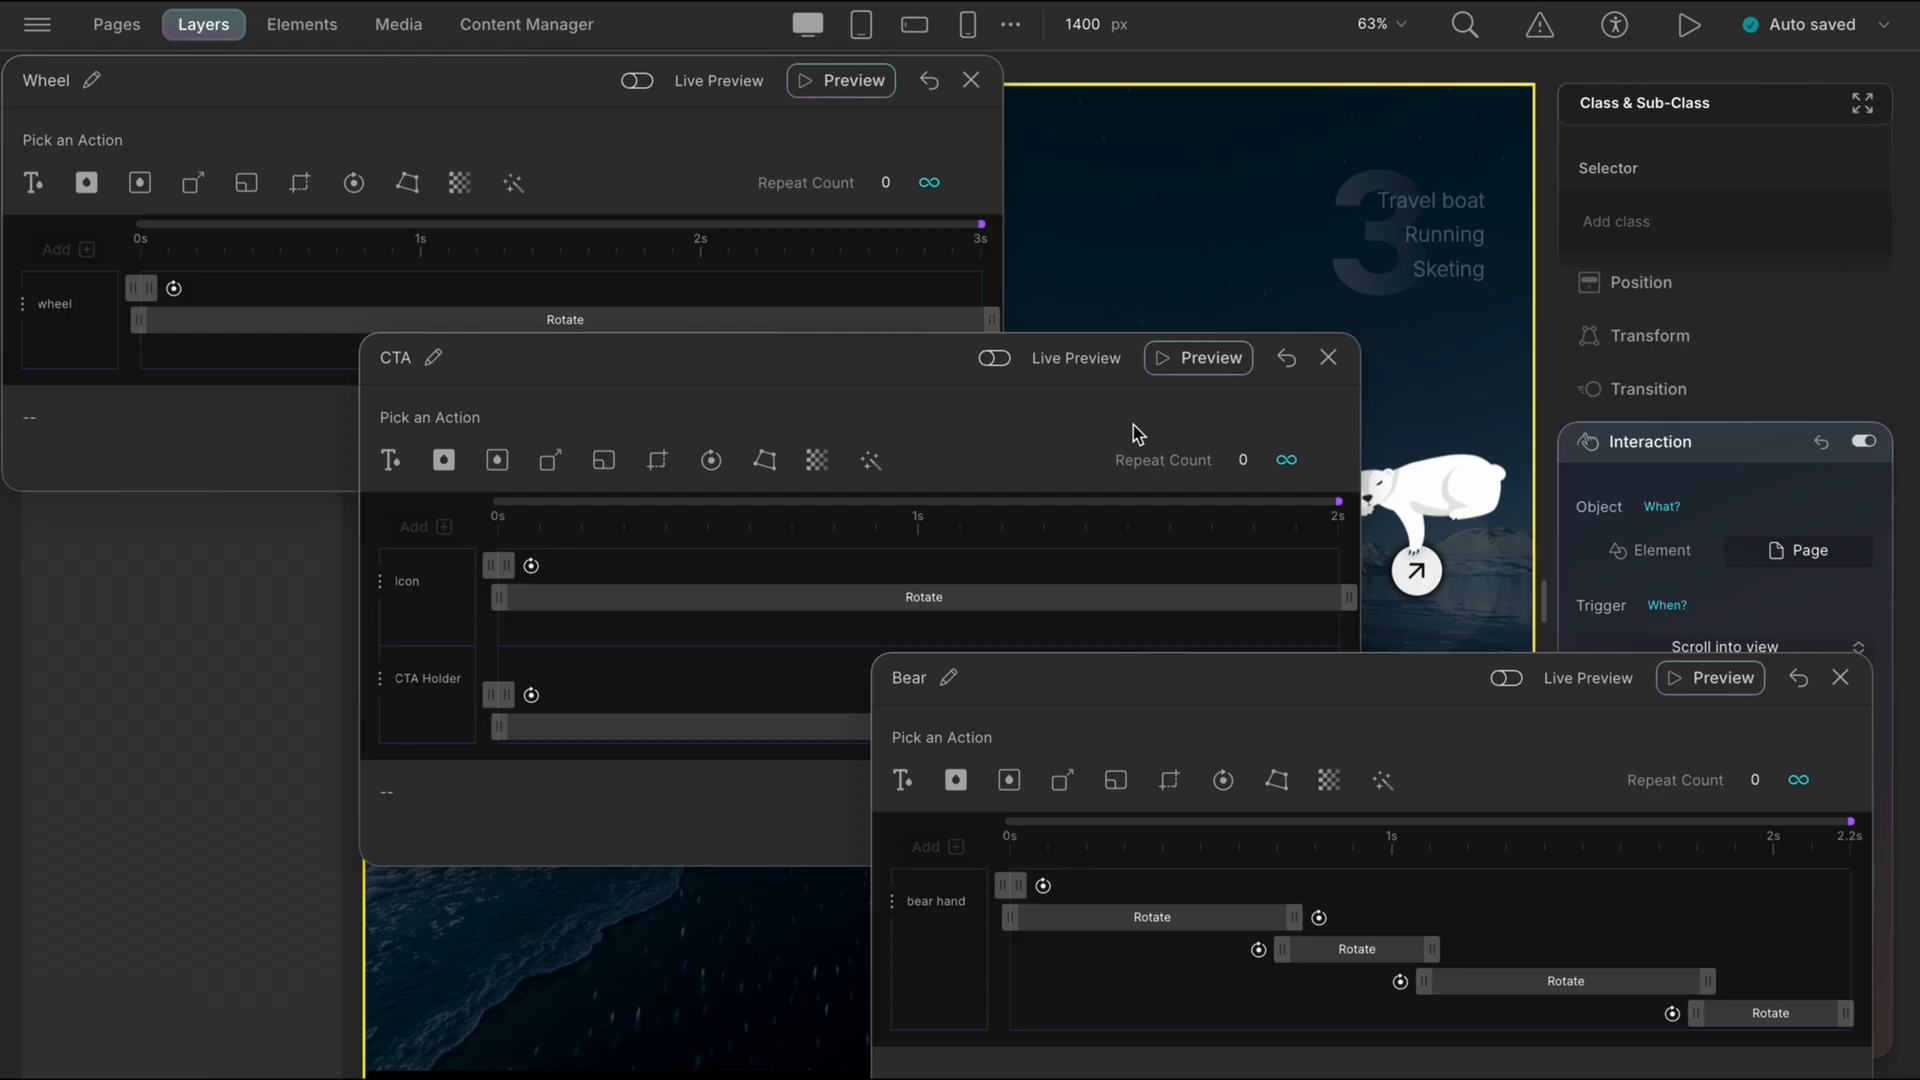 Pages Layers Elements Media Content Manager 1400 px 63% Auto saved
Wheel Live Preview Preview
Pick an Action
Repeat Count 0
Add 0s 1s 2s 3s
wheel
Rotate
--
3
Travel boat
Running
Sketing
CTA Live Preview Preview
Pick an Action
Repeat Count 0
Add 0s 1s 2s
Icon
Rotate
CTA Holder
--
Bear Live Preview Preview
Pick an Action
Repeat Count 0
Add 0s 1s 2s 2.2s
bear hand
Rotate
Rotate
Rotate
Rotate
Class & Sub-Class
Selector
Add class
Position
Transform
Transition
Interaction
Object What?
Element Page
Trigger When?
Scroll into view